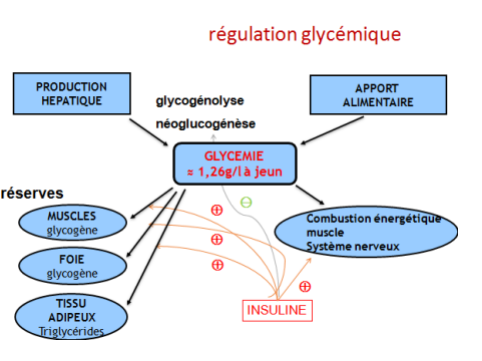 régulation glycémique
PRODUCTION
HEPATIQUE
glycogénolyse
néoglucogénèse
APPORT
ALIMENTAIRE
GLYCEMIE
≈ 1,26g/l à jeun
réserves
MUSCLES
glycogène
FOIE
glycogène
TISSU
ADIPEUX
Triglycérides
⊕
⊖
⊕
⊕
⊕
Combustion énergétique
muscle
Système nerveux
INSULINE